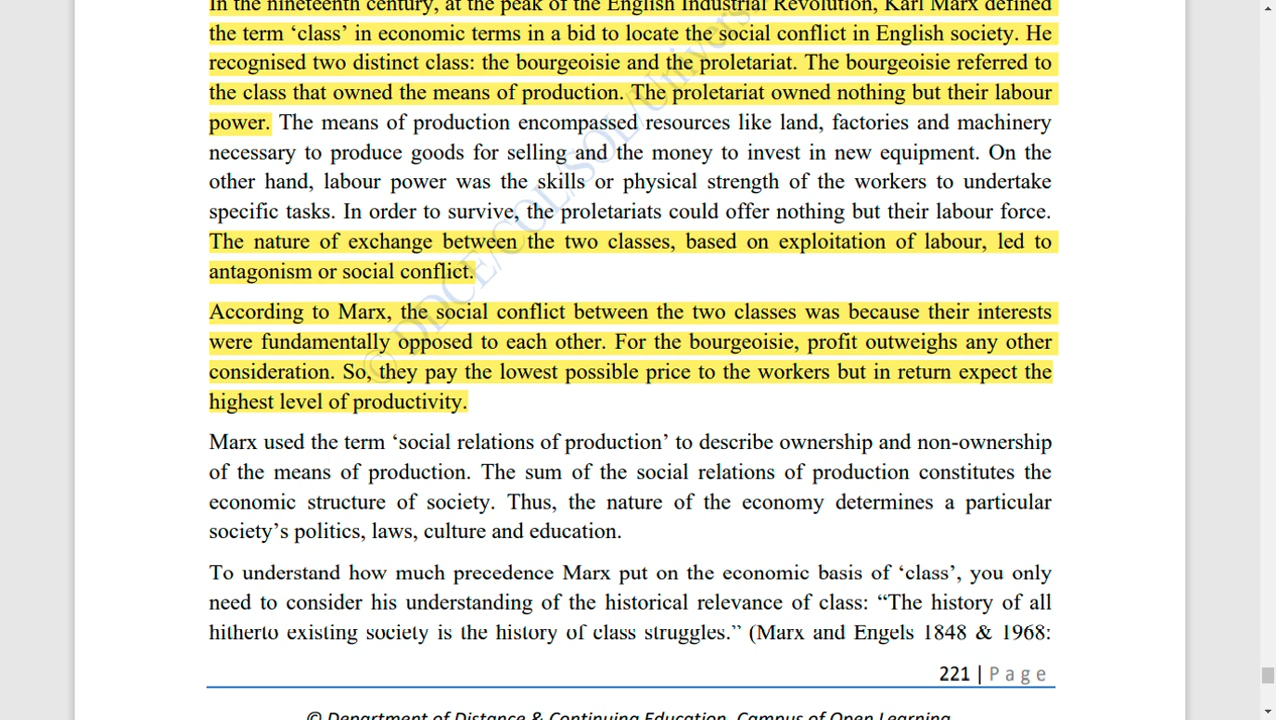 In the nineteenth century, at the peak of the English Industrial Revolution, Karl Marx defined
the term ‘class’ in economic terms in a bid to locate the social conflict in English society. He
recognised two distinct class: the bourgeoisie and the proletariat. The bourgeoisie referred to
the class that owned the means of production. The proletariat owned nothing but their labour
power. The means of production encompassed resources like land, factories and machinery
necessary to produce goods for selling and the money to invest in new equipment. On the
other hand, labour power was the skills or physical strength of the workers to undertake
specific tasks. In order to survive, the proletariats could offer nothing but their labour force.
The nature of exchange between the two classes, based on exploitation of labour, led to
antagonism or social conflict.
According to Marx, the social conflict between the two classes was because their interests
were fundamentally opposed to each other. For the bourgeoisie, profit outweighs any other
consideration. So, they pay the lowest possible price to the workers but in return expect the
highest level of productivity.
Marx used the term ‘social relations of production’ to describe ownership and non-ownership
of the means of production. The sum of the social relations of production constitutes the
economic structure of society. Thus, the nature of the economy determines a particular
society’s politics, laws, culture and education.
To understand how much precedence Marx put on the economic basis of ‘class’, you only
need to consider his understanding of the historical relevance of class: “The history of all
hitherto existing society is the history of class struggles.” (Marx and Engels 1848 & 1968:
221 | Page
© Department of Distance & Continuing Education, Campus of Open Learning
© DDCE/COL/SOL/Univers